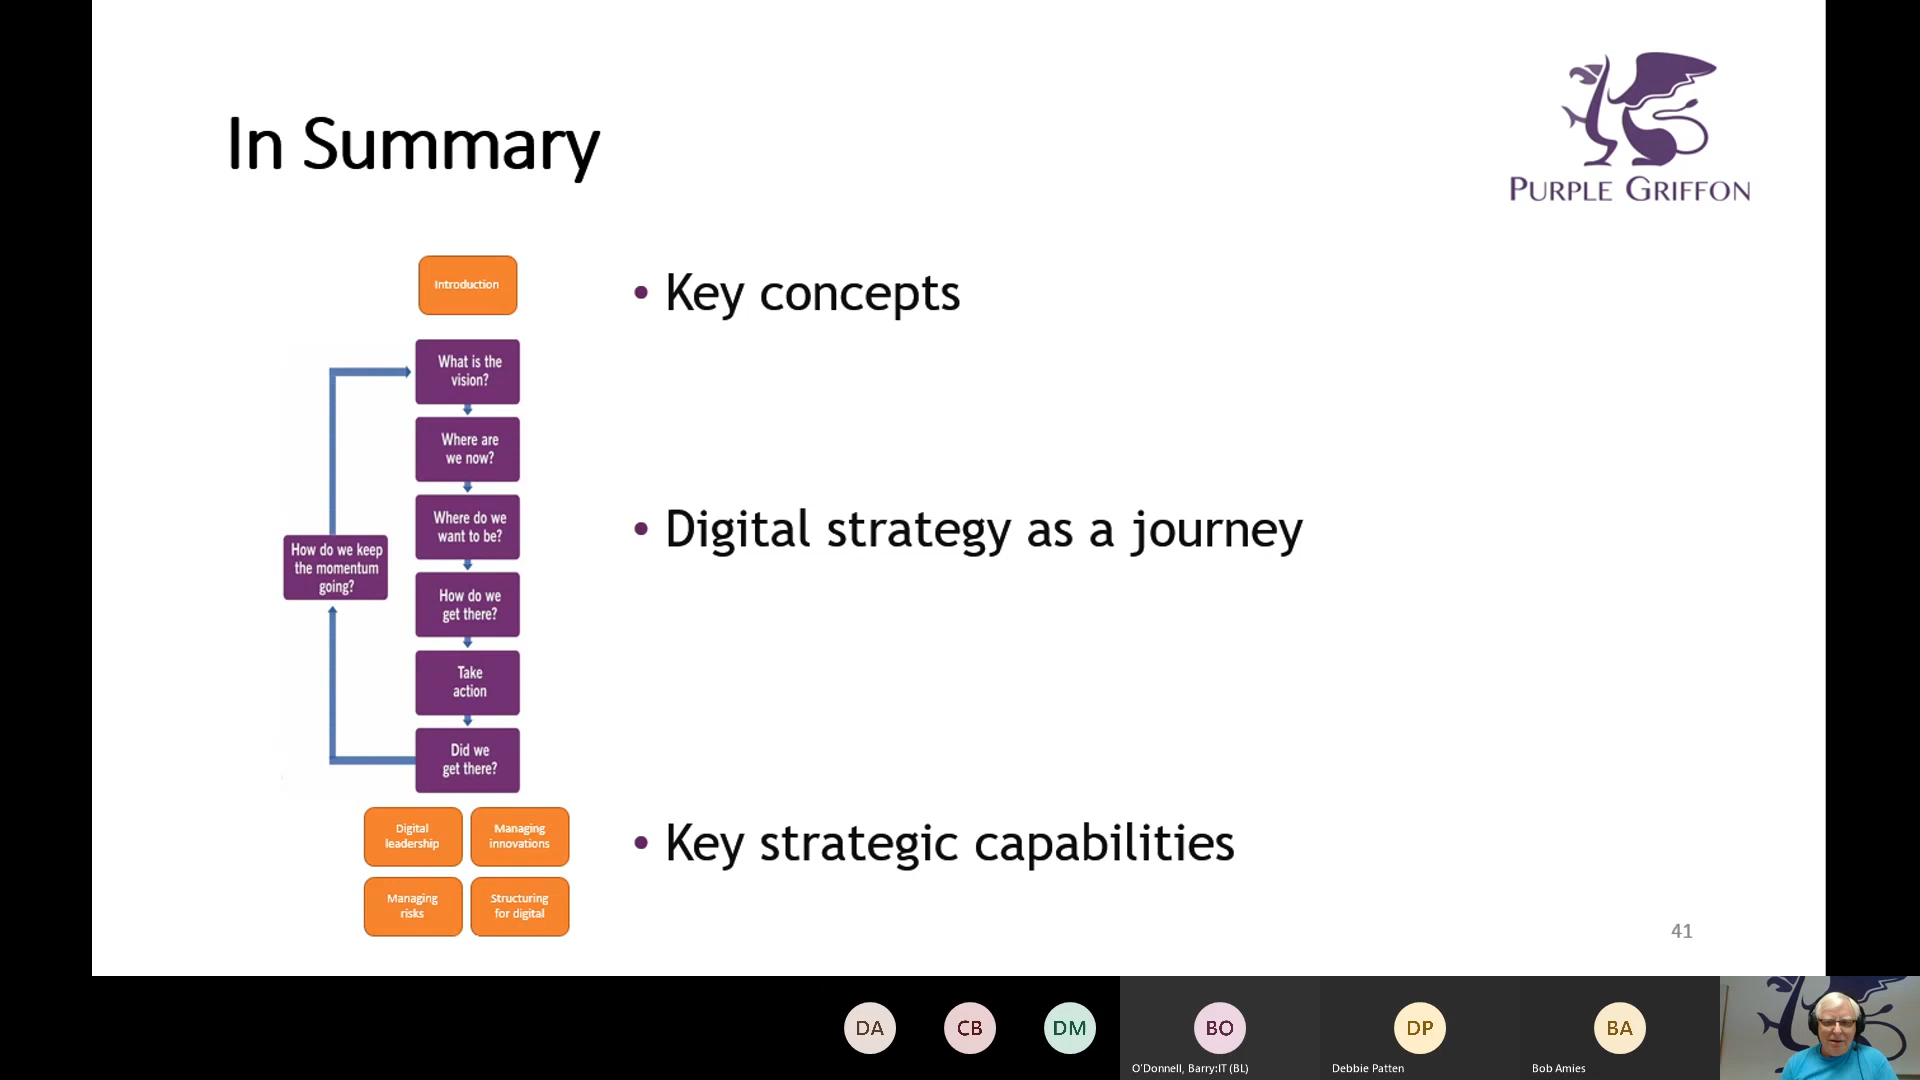 In Summary
PURPLE GRIFFON
Introduction
What is the
vision?
Where are
we now?
Where do we
want to be?
How do we
get there?
Take
action
Did we
get there?
How do we keep
the momentum
going?
Digital
leadership
Managing
innovations
Managing
risks
Structuring
for digital
• Key concepts
• Digital strategy as a journey
• Key strategic capabilities
41
DA
CB
DM
BO
O'Donnell, Barry:IT (BL)
DP
Debbie Patten
BA
Bob Amies